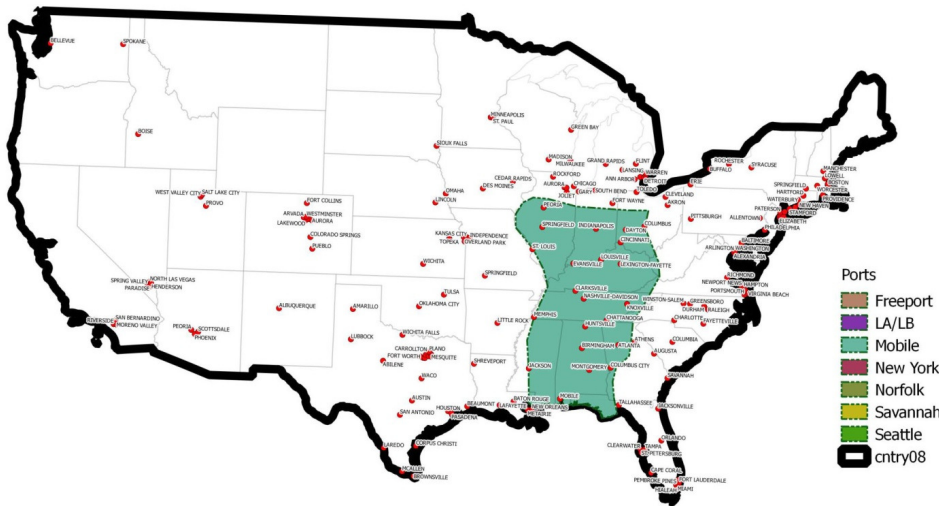 BELLEVUE
SPOKANE
BOISE
MINNEAPOLIS
ST. PAUL
GREEN BAY
SIOUX FALLS
MADISON
MILWAUKEE
GRAND RAPIDS
FLINT
LANSING
WARREN
ANN ARBOR
DETROIT
ROCHESTER
BUFFALO
SYRACUSE
MANCHESTER
LOWELL
BOSTON
SPRINGFIELD
WORCESTER
HARTFORD
PROVIDENCE
WATERBURY
NEW HAVEN
PATERSON
STAMFORD
ELIZABETH
ALLENTOWN
PHILADELPHIA
WEST VALLEY CITY
SALT LAKE CITY
PROVO
FORT COLLINS
ARVADA
WESTMINSTER
LAKEWOOD
AURORA
COLORADO SPRINGS
PUEBLO
OMAHA
LINCOLN
DES MOINES
CEDAR RAPIDS
ROCKFORD
AURORA
CHICAGO
JOLIET
GARY
SOUTH BEND
TOLEDO
ERIE
CLEVELAND
AKRON
FORT WAYNE
PEORIA
PITTSBURGH
SPRINGFIELD
INDIANAPOLIS
DAYTON
COLUMBUS
CINCINNATI
BALTIMORE
ARLINGTON
WASHINGTON
ALEXANDRIA
KANSAS CITY
INDEPENDENCE
TOPEKA
OVERLAND PARK
ST. LOUIS
WICHITA
SPRINGFIELD
EVANSVILLE
LOUISVILLE
LEXINGTON-FAYETTE
RICHMOND
NEWPORT NEWS
HAMPTON
PORTSMOUTH
VIRGINIA BEACH
SPRING VALLEY
NORTH LAS VEGAS
PARADISE
HENDERSON
CLARKSVILLE
NASHVILLE-DAVIDSON
KNOXVILLE
WINSTON-SALEM
GREENSBORO
DURHAM
RALEIGH
CHARLOTTE
FAYETTEVILLE
RIVERSIDE
SAN BERNARDINO
MORENO VALLEY
PEORIA
SCOTTSDALE
PHOENIX
ALBUQUERQUE
AMARILLO
TULSA
OKLAHOMA CITY
LITTLE ROCK
MEMPHIS
HUNTSVILLE
CHATTANOOGA
LUBBOCK
WICHITA FALLS
CARROLLTON
PLANO
FORT WORTH
MESQUITE
ABILENE
WACO
SHREVEPORT
JACKSON
BIRMINGHAM
ATLANTA
ATHENS
COLUMBIA
AUGUSTA
MONTGOMERY
COLUMBUS CITY
SAVANNAH
AUSTIN
SAN ANTONIO
HOUSTON
PASADENA
BEAUMONT
LAFAYETTE
BATON ROUGE
NEW ORLEANS
METAIRIE
MOBILE
TALLAHASSEE
JACKSONVILLE
ORLANDO
CLEARWATER
TAMPA
ST. PETERSBURG
CAPE CORAL
PEMBROKE PINES
FORT LAUDERDALE
HIALEAH
MIAMI
LAREDO
CORPUS CHRISTI
MCALLEN
BROWNSVILLE
Ports
Freeport
LA/LB
Mobile
New York
Norfolk
Savannah
Seattle
cntry08